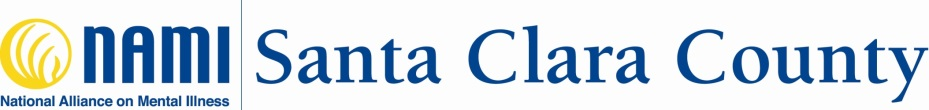 NAMI
National Alliance on Mental Illness
Santa Clara County